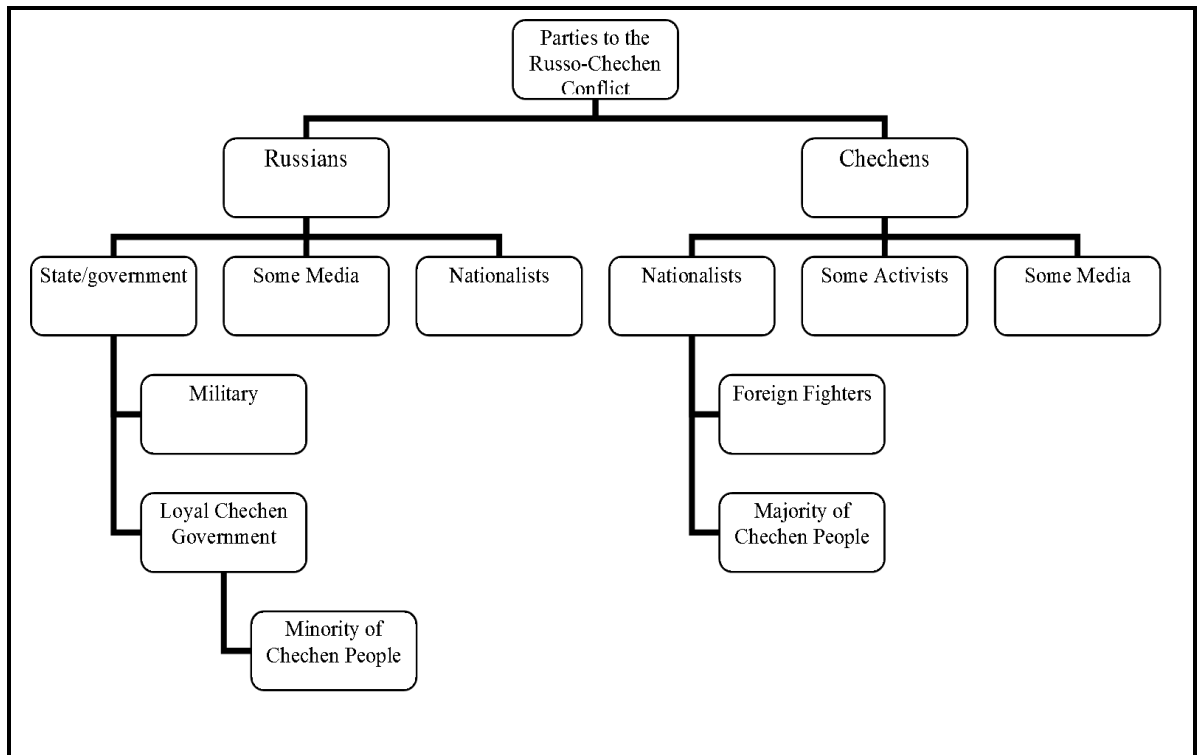 Parties to the
Russo-Chechen
Conflict
Russians
Chechens
State/government
Some Media
Nationalists
Nationalists
Some Activists
Some Media
Military
Foreign Fighters
Loyal Chechen
Government
Majority of
Chechen People
Minority of
Chechen People